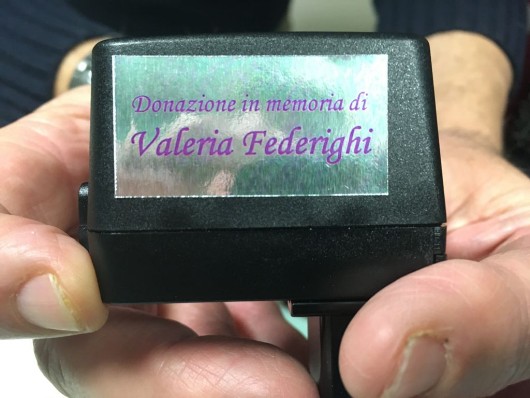 Donazione in memoria di
Valeria Federighi